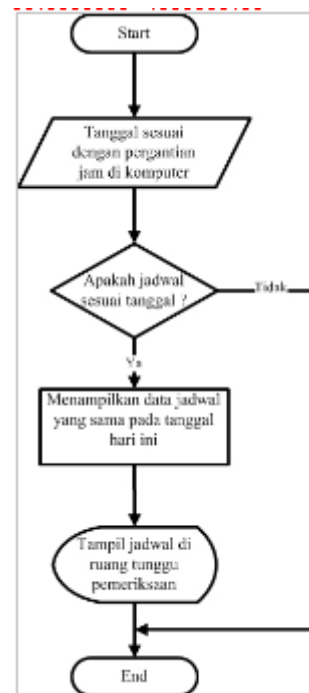 Start
Tanggal sesuai
dengan pergantian
jam di komputer
Apakah jadwal
sesuai tanggal ?
Tidak
Ya
Menampilkan data jadwal
yang sama pada tanggal
hari ini
Tampil jadwal di
ruang tunggu
pemeriksaan
End